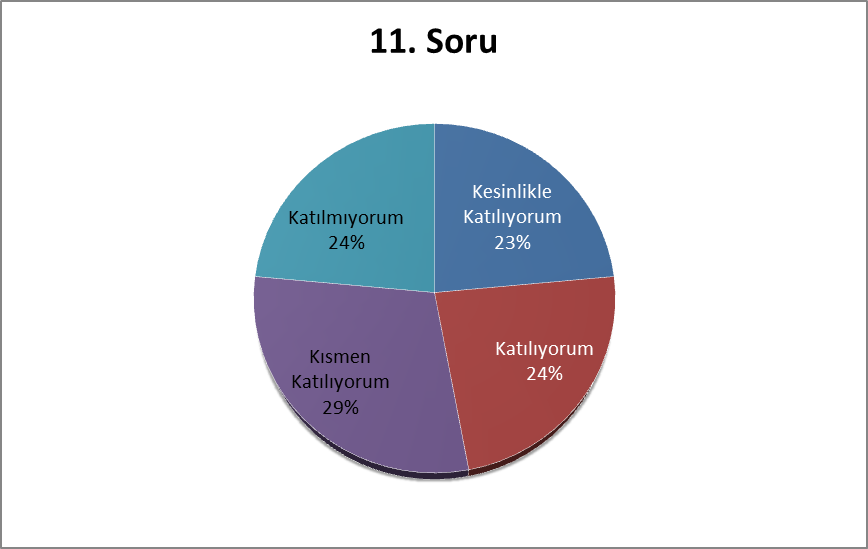 11. Soru
Kesinlikle
Katılıyorum
23%
Katılıyorum
24%
Kısmen
Katılıyorum
29%
Katılmıyorum
24%